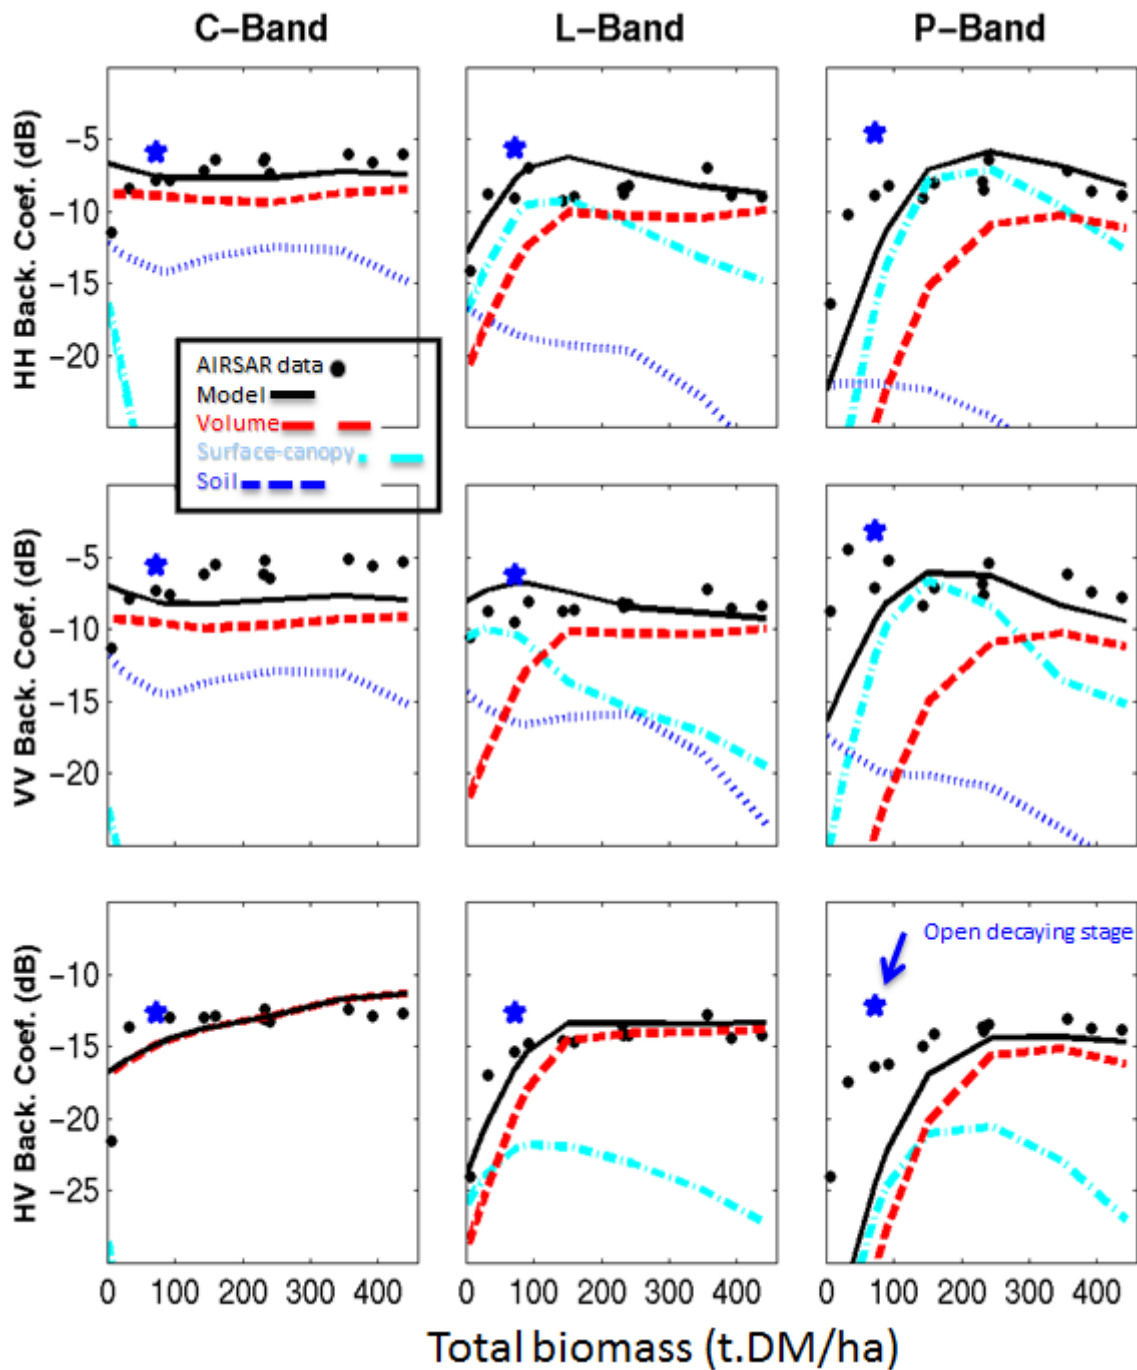 C-Band L-Band P-Band
HH Back. Coef. (dB)
-5
-10
-15
-20
AIRSAR data
Model
Volume
Surface-canopy
Soil
VV Back. Coef. (dB)
-5
-10
-15
-20
HV Back. Coef. (dB)
-10
-15
-20
-25
Open decaying stage
0 100 200 300 400 0 100 200 300 400 0 100 200 300 400
Total biomass (t.DM/ha)